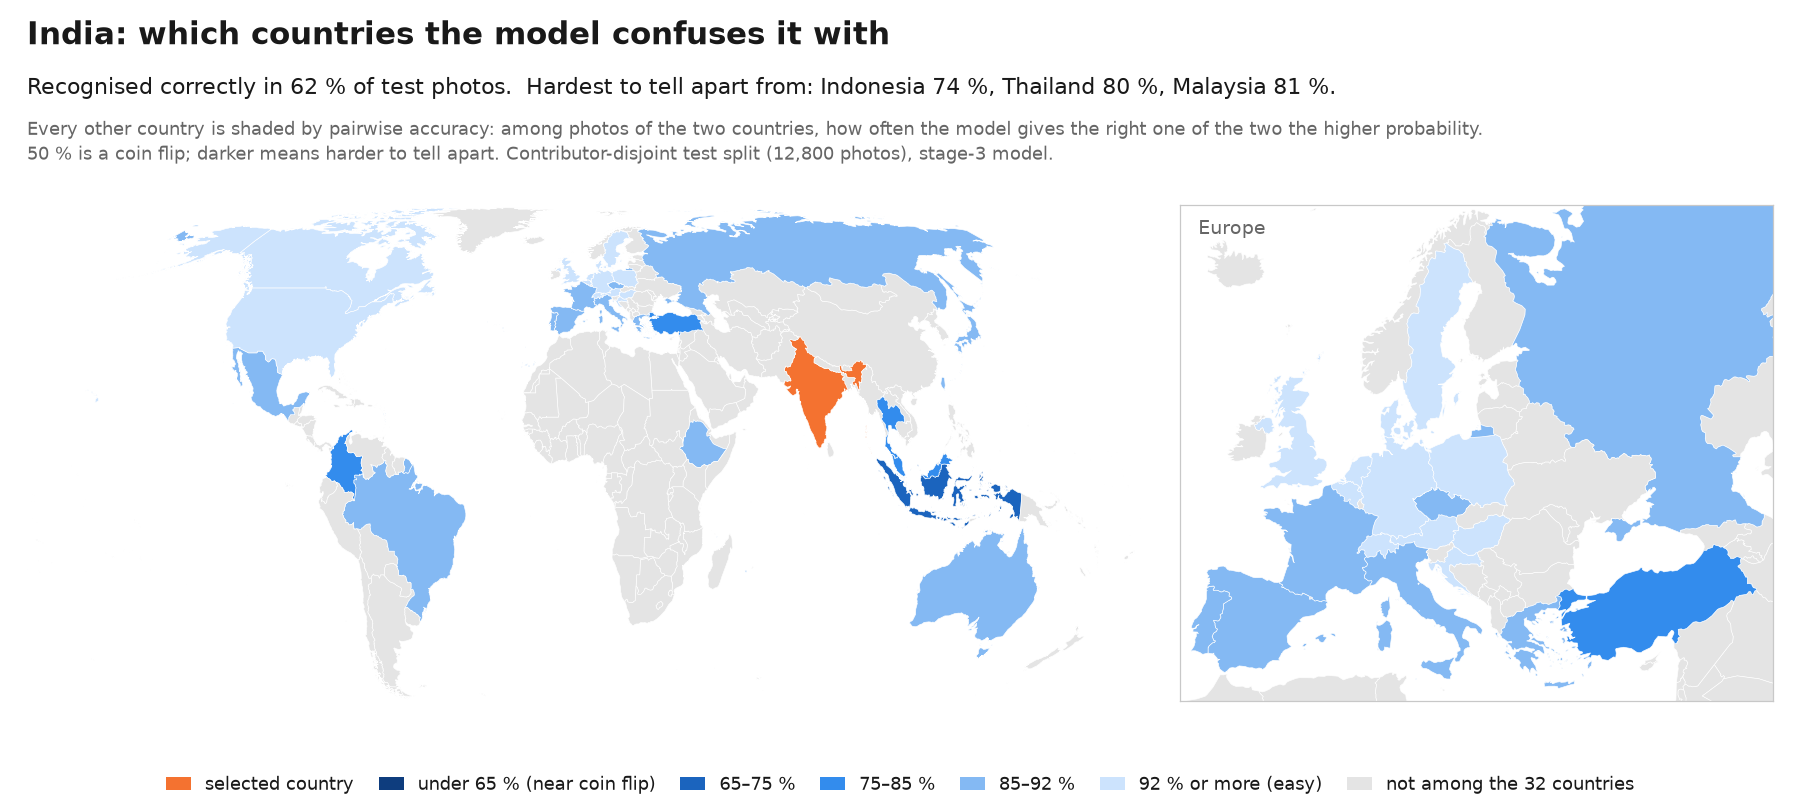 India: which countries the model confuses it with
Recognised correctly in 62 % of test photos.  Hardest to tell apart from: Indonesia 74 %, Thailand 80 %, Malaysia 81 %.
Every other country is shaded by pairwise accuracy: among photos of the two countries, how often the model gives the right one of the two the higher probability.
50 % is a coin flip; darker means harder to tell apart. Contributor-disjoint test split (12,800 photos), stage-3 model.
Europe
selected country
under 65 % (near coin flip)
65–75 %
75–85 %
85–92 %
92 % or more (easy)
not among the 32 countries